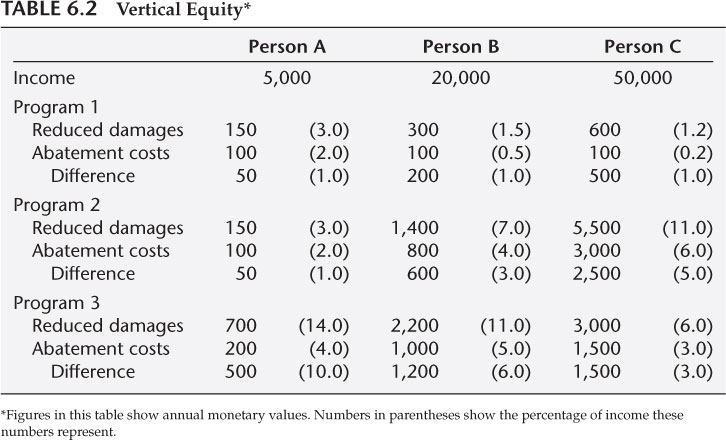 TABLE 6.2 Vertical Equity*
Person A Person B Person C
Income 5,000 20,000 50,000
Program 1
Reduced damages 150 (3.0) 300 (1.5) 600 (1.2)
Abatement costs 100 (2.0) 100 (0.5) 100 (0.2)
Difference 50 (1.0) 200 (1.0) 500 (1.0)
Program 2
Reduced damages 150 (3.0) 1,400 (7.0) 5,500 (11.0)
Abatement costs 100 (2.0) 800 (4.0) 3,000 (6.0)
Difference 50 (1.0) 600 (3.0) 2,500 (5.0)
Program 3
Reduced damages 700 (14.0) 2,200 (11.0) 3,000 (6.0)
Abatement costs 200 (4.0) 1,000 (5.0) 1,500 (3.0)
Difference 500 (10.0) 1,200 (6.0) 1,500 (3.0)
*Figures in this table show annual monetary values. Numbers in parentheses show the percentage of income these
numbers represent.